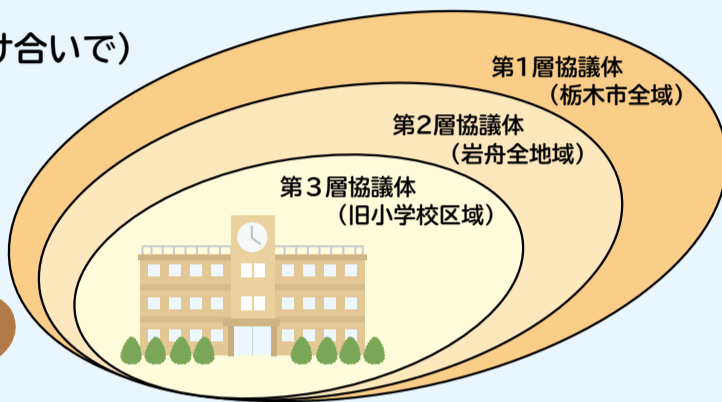 け合いで）
第1層協議体
（栃木市全域）
第2層協議体
（岩舟全地域）
第３層協議体
（旧小学校区域）